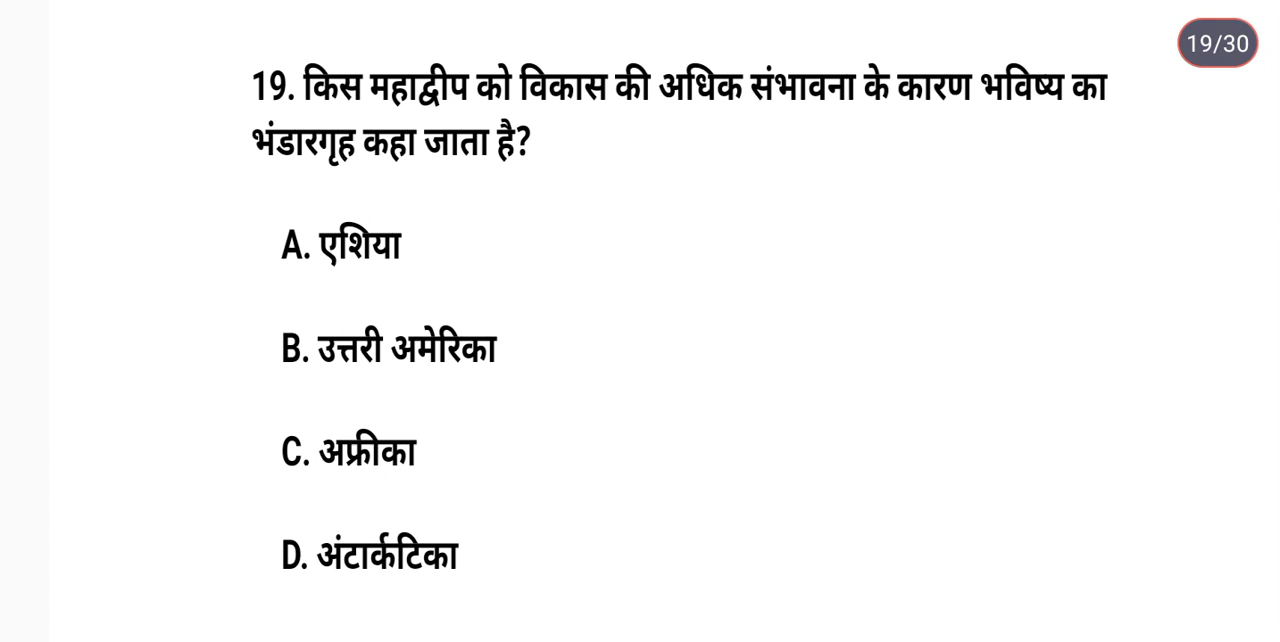 19/30
19. किस महाद्वीप को विकास की अधिक संभावना के कारण भविष्य का
भंडारगृह कहा जाता है?
A. एशिया
B. उत्तरी अमेरिका
C. अफ्रीका
D. अंटार्कटिका